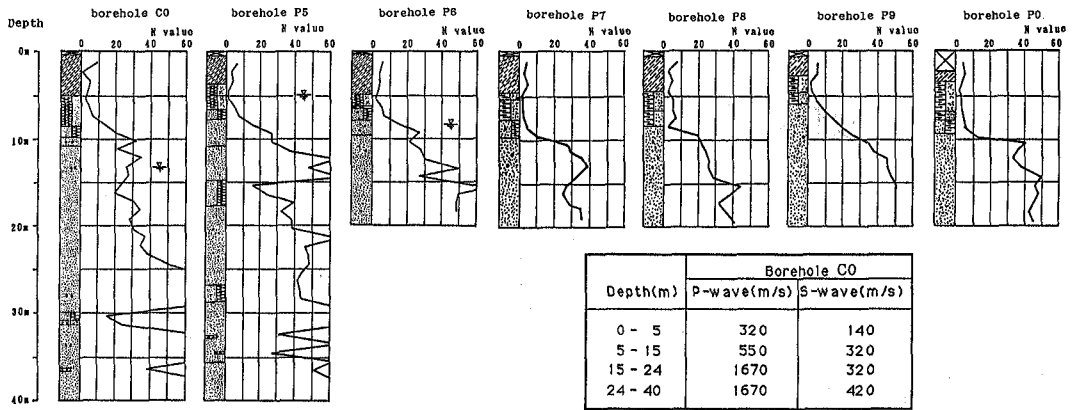 Depth
borehole C0
N value
0 20 40 60
borehole P5
N value
0 20 40 60
borehole P6
N value
0 20 40 60
borehole P7
N value
0 20 40 60
borehole P8
N value
0 20 40 60
borehole P9
N value
0 20 40 60
borehole P0.
N value
0 20 40 60
0m
10m
20m
30m
40m
Borehole C0
Depth(m) P-wave(m/s) S-wave(m/s)
0 - 5 320 140
5 - 15 550 320
15 - 24 1670 320
24 - 40 1670 420